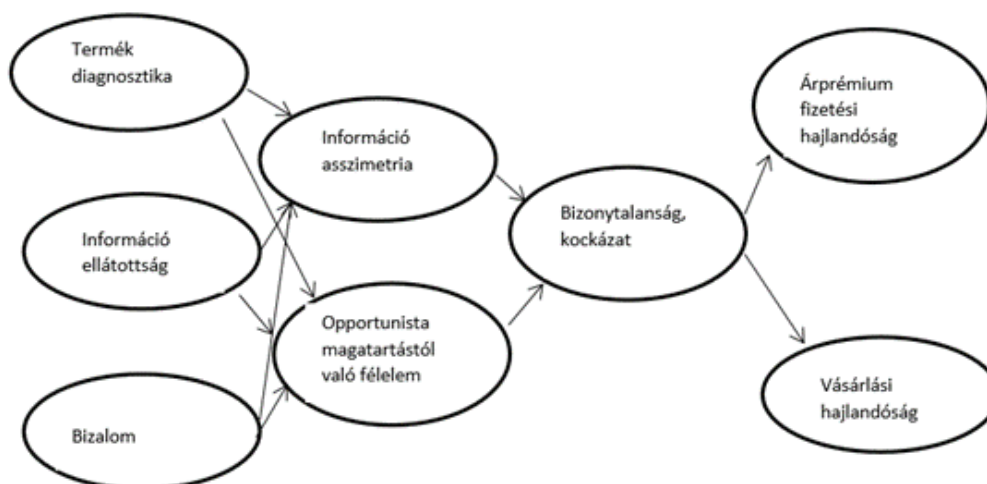 Termék
diagnosztika
Információ
asszimetria
Információ
ellátottság
Opportunista
magatartástól
való félelem
Bizalom
Bizonytalanság,
kockázat
Árprémium
fizetési
hajlandóság
Vásárlási
hajlandóság